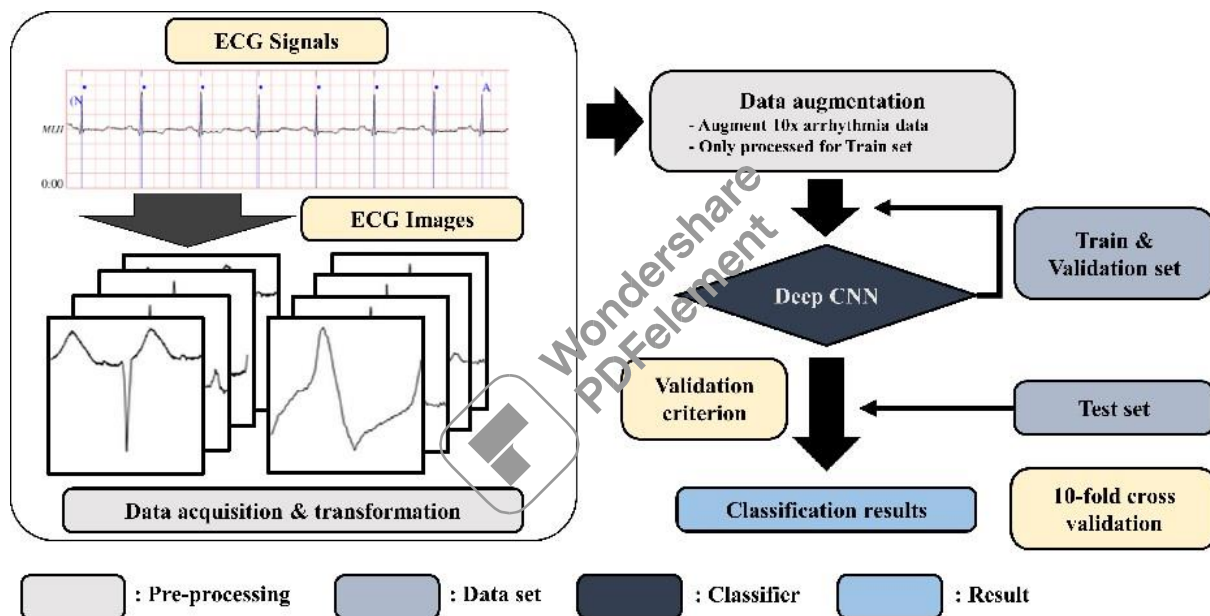 ECG Signals
(N
A
MLII
0:00
ECG Images
Data acquisition & transformation
Data augmentation
- Augment 10x arrhythmia data
- Only processed for Train set
Train &
Validation set
Deep CNN
Validation
criterion
Test set
Classification results
10-fold cross
validation
Wondershare
PDFelement
: Pre-processing
: Data set
: Classifier
: Result